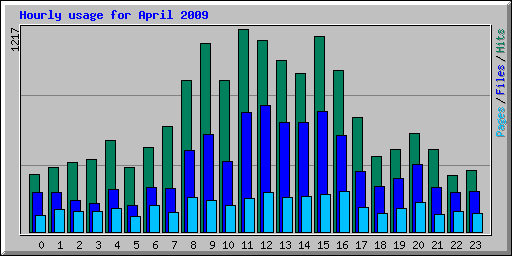 Hourly usage for April 2009
1217
Pages / Files / Hits
0 1 2 3 4 5 6 7 8 9 10 11 12 13 14 15 16 17 18 19 20 21 22 23